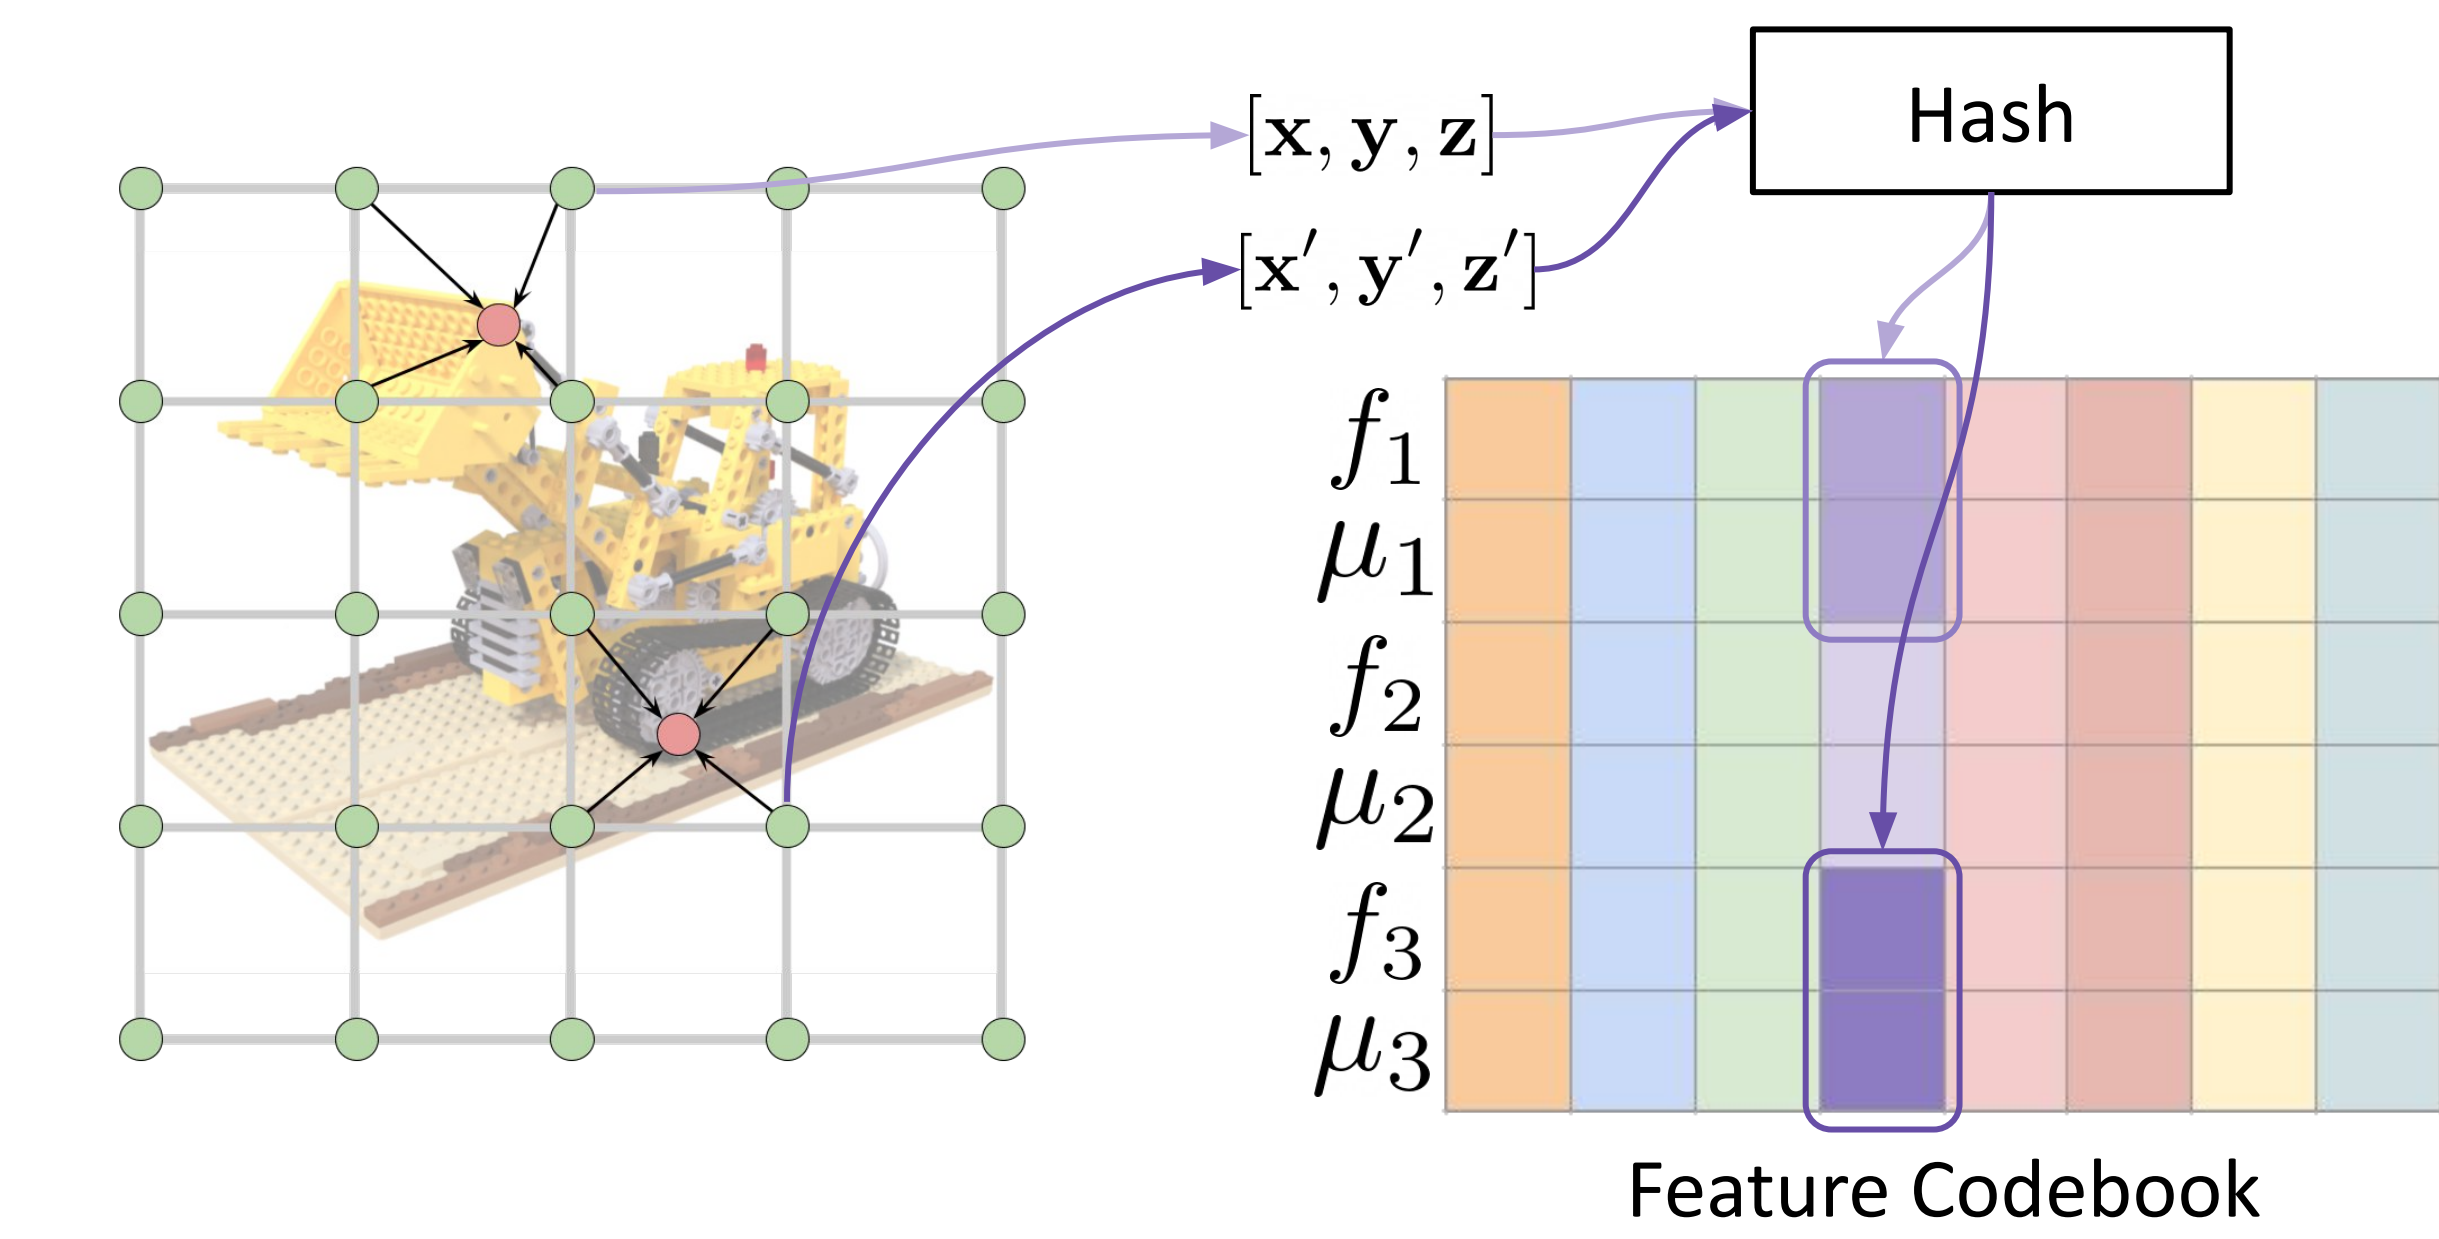 [x, y, z]
Hash
[x′, y′, z′]
f₁
μ₁
f₂
μ₂
f₃
μ₃
Feature Codebook